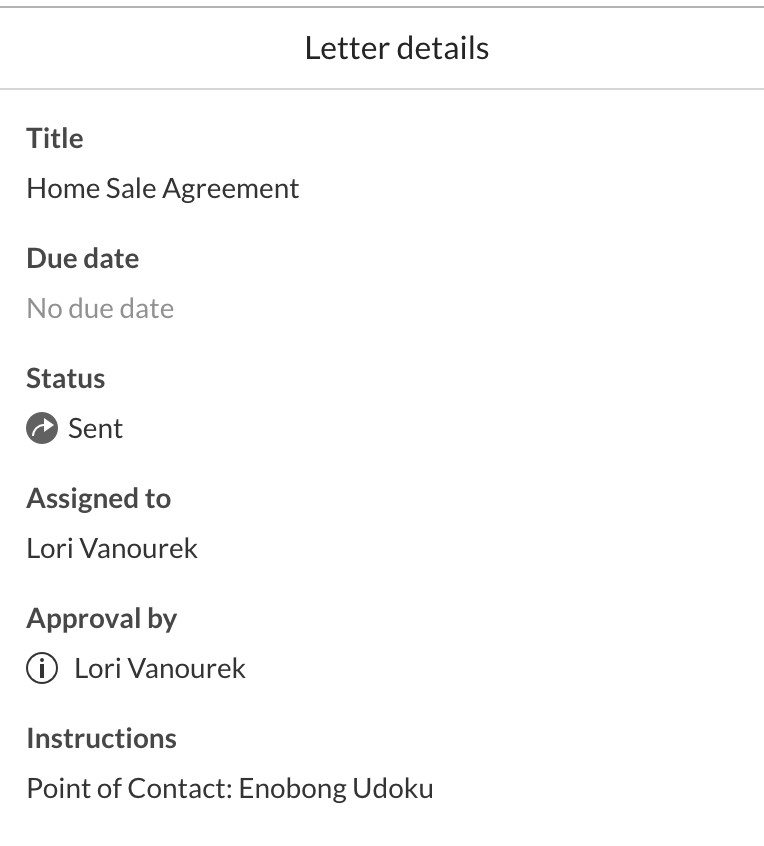 Letter details
Title
Home Sale Agreement
Due date
No due date
Status
Sent
Assigned to
Lori Vanourek
Approval by
Lori Vanourek
Instructions
Point of Contact: Enobong Udoku